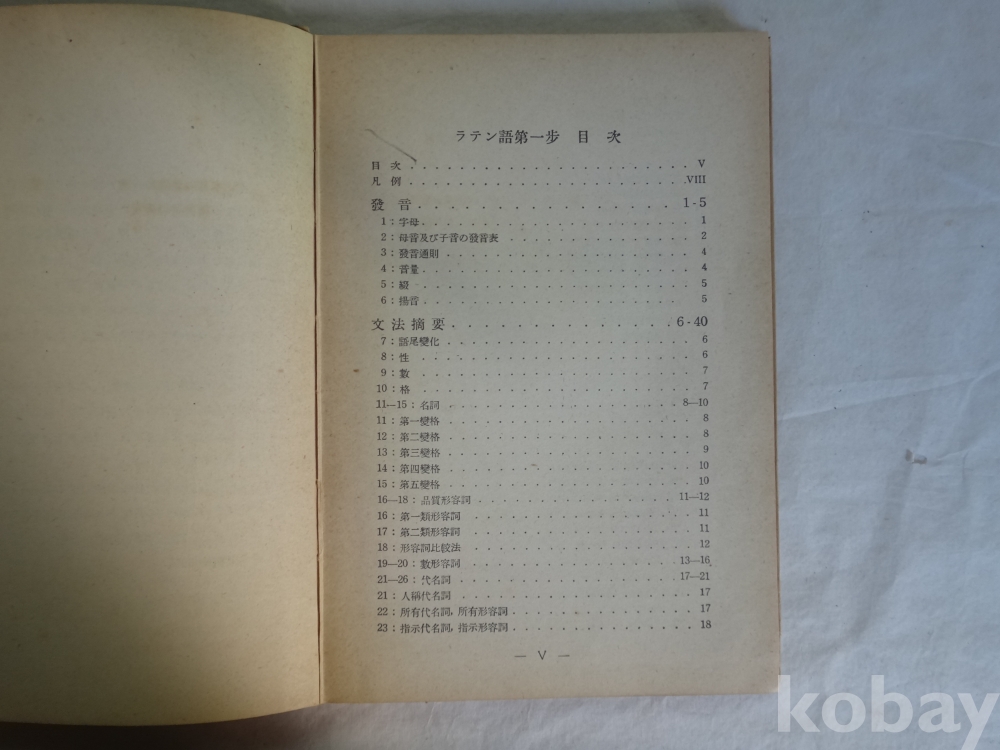 ラテン語第一步 目次
目次 . . . . . . . . . . . . . . . . . . V
凡例 . . . . . . . . . . . . . . . . . . VIII
發音 . . . . . . . . . . . . . . . . . . 1-5
1：字母 . . . . . . . . . . . . . . . . . . 1
2：母音及び子音の發音表 . . . . . . . . . . . . 2
3：發音通則 . . . . . . . . . . . . . . . . 4
4：音量 . . . . . . . . . . . . . . . . . . 4
5：綴 . . . . . . . . . . . . . . . . . . 5
6：揚音 . . . . . . . . . . . . . . . . . . 5
文法摘要 . . . . . . . . . . . . . . . . 6-40
7：語尾變化 . . . . . . . . . . . . . . . . 6
8：性 . . . . . . . . . . . . . . . . . . 6
9：數 . . . . . . . . . . . . . . . . . . 7
10：格 . . . . . . . . . . . . . . . . . . 7
11—15：名詞 . . . . . . . . . . . . . . . . 8—10
11：第一變格 . . . . . . . . . . . . . . . . 8
12：第二變格 . . . . . . . . . . . . . . . . 8
13：第三變格 . . . . . . . . . . . . . . . . 9
14：第四變格 . . . . . . . . . . . . . . . . 10
15：第五變格 . . . . . . . . . . . . . . . . 10
16—18：品質形容詞 . . . . . . . . . . . . . . 11—12
16：第一類形容詞 . . . . . . . . . . . . . . 11
17：第二類形容詞 . . . . . . . . . . . . . . 11
18：形容詞比較法 . . . . . . . . . . . . . . 12
19—20：數形容詞 . . . . . . . . . . . . . . 13—16
21—26：代名詞 . . . . . . . . . . . . . . . 17—21
21：人稱代名詞 . . . . . . . . . . . . . . . 17
22：所有代名詞, 所有形容詞 . . . . . . . . . . . 17
23：指示代名詞, 指示形容詞 . . . . . . . . . . . 18
— V —
kobay